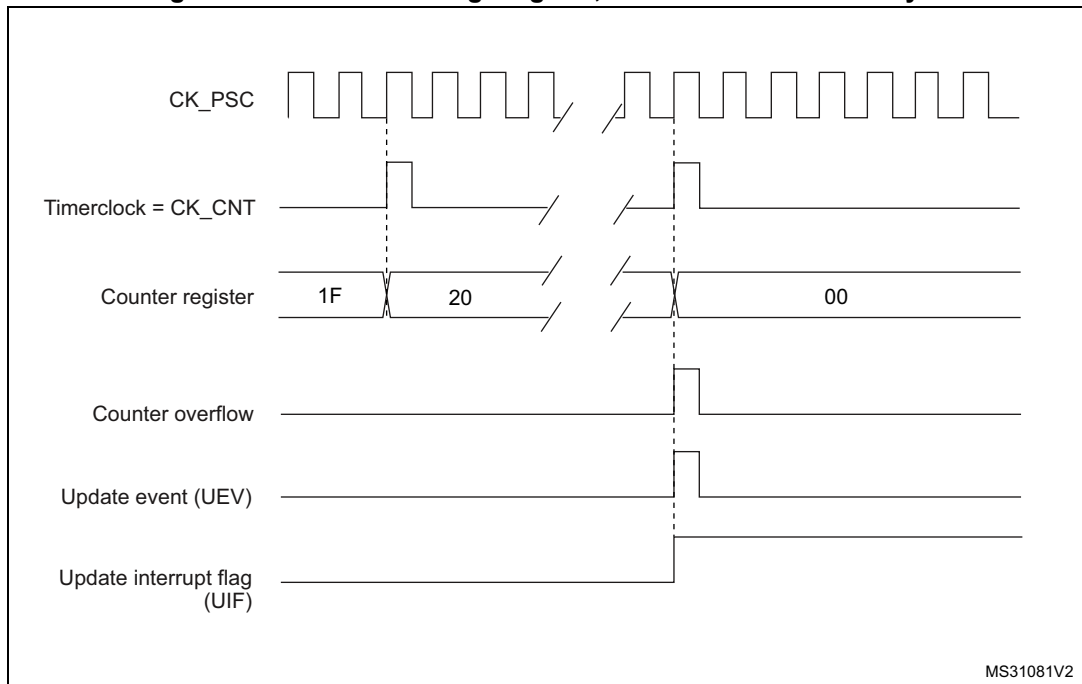 CK_PSC
Timerclock = CK_CNT
Counter register
1F
20
00
Counter overflow
Update event (UEV)
Update interrupt flag
(UIF)
MS31081V2